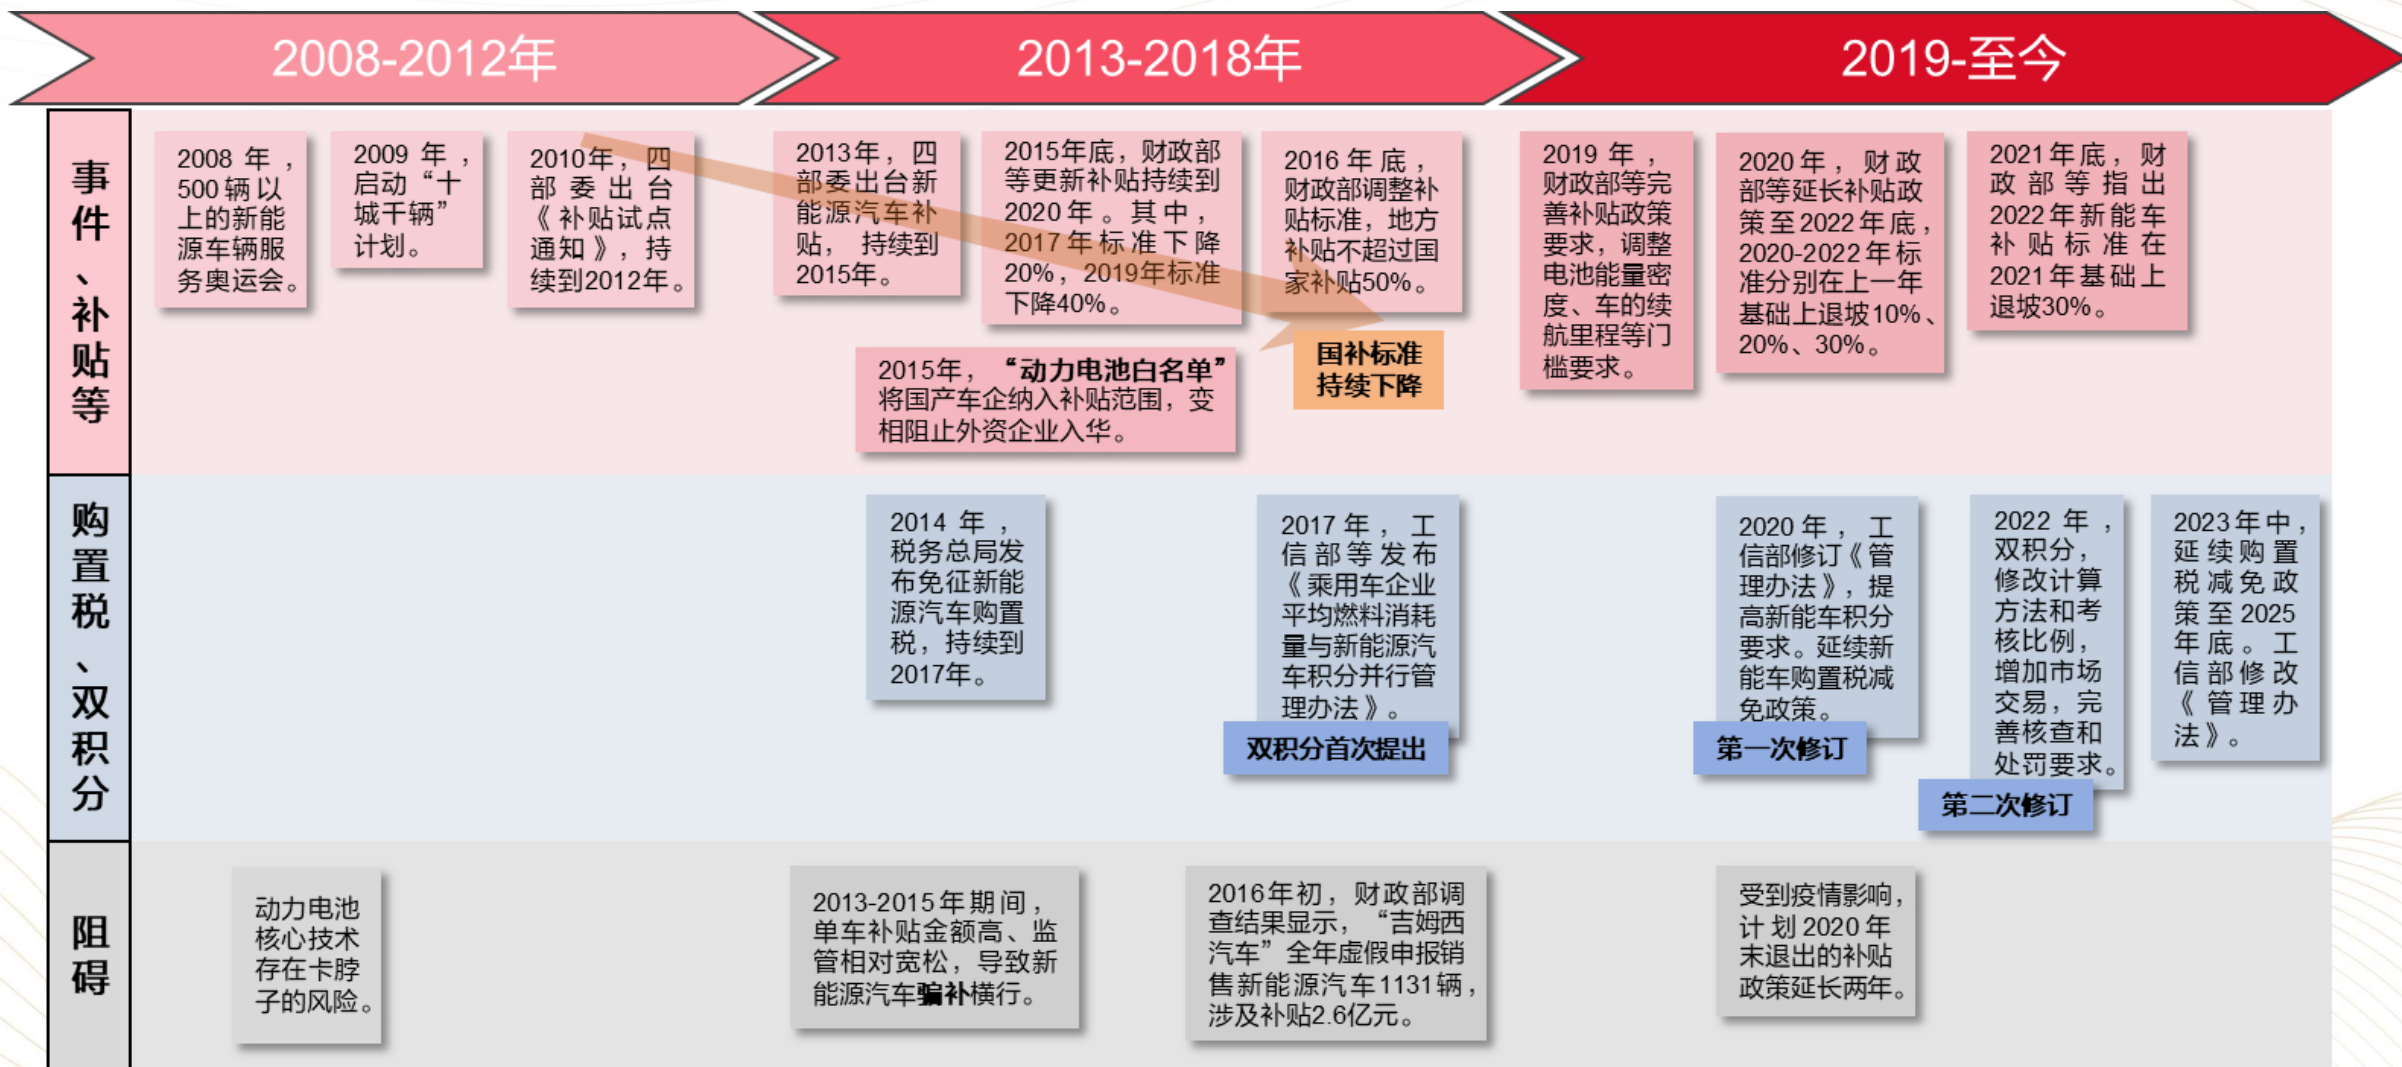 2008-2012年
2013-2018年
2019-至今
事件、补贴等
2008年，
500辆以
上的新能
源车辆服
务奥运会。
2009年，
启动“十
城千辆”
计划。
2010年，四
部委出台
《补贴试点
通知》，持
续到2012年。
2013年，四
部委出台新
能源汽车补
贴，持续到
2015年。
2015年底，财政部
等更新补贴持续到
2020年。其中，
2017年标准下降
20%，2019年标准
下降40%。
2016年底，
财政部调整补
贴标准，地方
补贴不超过国
家补贴50%。
2015年，“动力电池白名单”
将国产车企纳入补贴范围，变
相阻止外资企业入华。
国补标准
持续下降
2019年，
财政部等完
善补贴政策
要求，调整
电池能量密
度、车的续
航里程等门
槛要求。
2020年，财政
部等延长补贴政
策至2022年底，
2020-2022年标
准分别在上一年
基础上退坡10%、
20%、30%。
2021年底，财
政部等指出
2022年新能车
补贴标准在
2021年基础上
退坡30%。
购置税、双积分
2014年，
税务总局发
布免征新能
源汽车购置
税，持续到
2017年。
2017年，工
信部等发布
《乘用车企业
平均燃料消耗
量与新能源汽
车积分并行管
理办法》。
双积分首次提出
2020年，工
信部修订《管
理办法》，提
高新能车积分
要求。延续新
能车购置税减
免政策。
第一次修订
2022年，
双积分，
修改计算
方法和考
核比例，
增加市场
交易，完
善核查和
处罚要求。
第二次修订
2023年中，
延续购置
税减免政
策至2025
年底。工
信部修改
《管理办
法》。
阻碍
动力电池
核心技术
存在卡脖
子的风险。
2013-2015年期间，
单车补贴金额高、监
管相对宽松，导致新
能源汽车骗补横行。
2016年初，财政部调
查结果显示，“吉姆西
汽车”全年虚假申报销
售新能源汽车1131辆，
涉及补贴2.6亿元。
受到疫情影响，
计划2020年
末退出的补贴
政策延长两年。